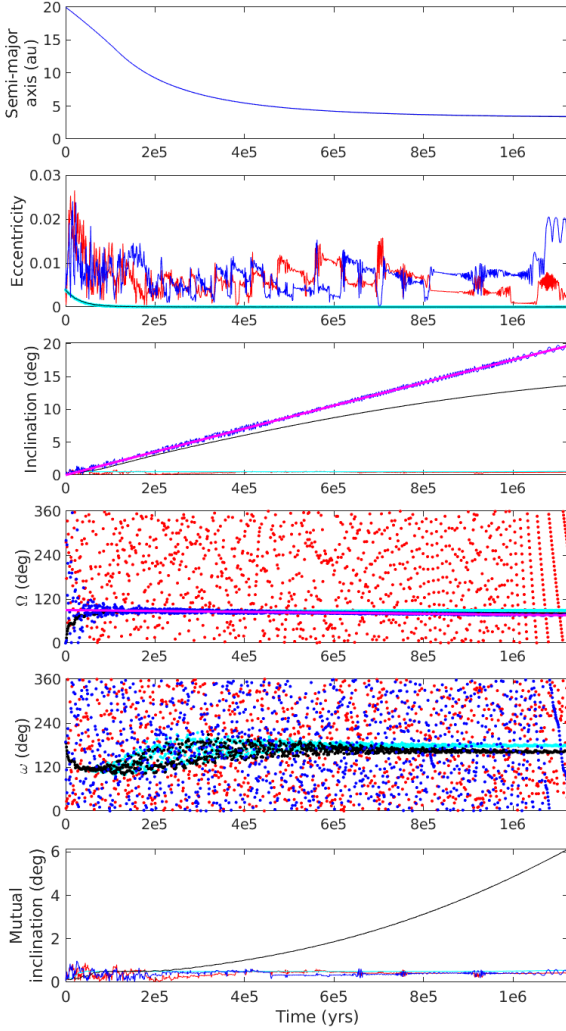 20
15
10
5
0
Semi-major
axis (au)
0 2e5 4e5 6e5 8e5 1e6
0.03
0.02
0.01
0
Eccentricity
0 2e5 4e5 6e5 8e5 1e6
20
15
10
5
0
Inclination (deg)
0 2e5 4e5 6e5 8e5 1e6
360
240
120
0
Ω (deg)
0 2e5 4e5 6e5 8e5 1e6
360
240
120
0
ω (deg)
0 2e5 4e5 6e5 8e5 1e6
6
4
2
0
Mutual
inclination (deg)
0 2e5 4e5 6e5 8e5 1e6
Time (yrs)